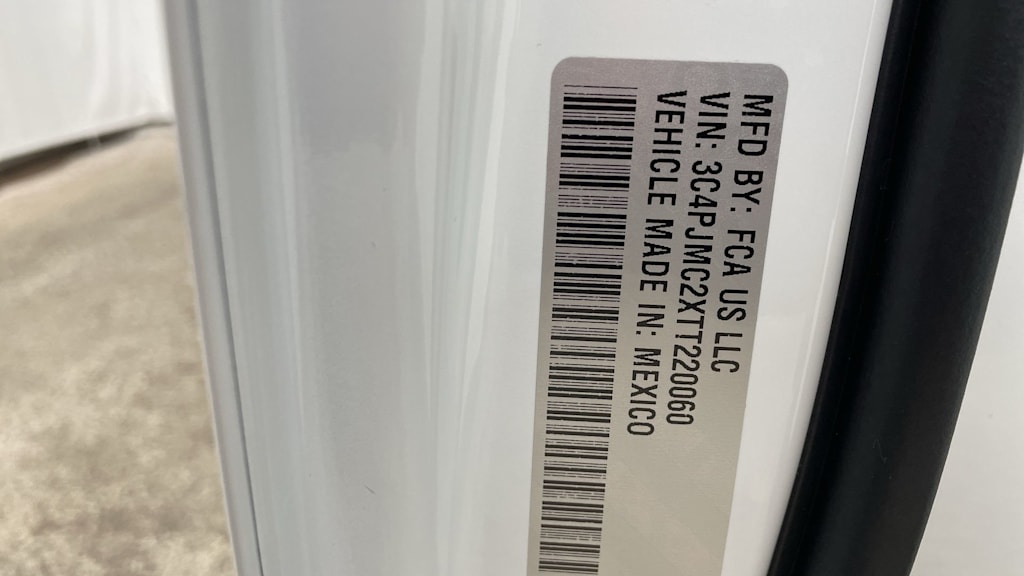 MFD BY: FCA US LLC
VIN: 3C4PJMC2XTT220060
VEHICLE MADE IN: MEXICO